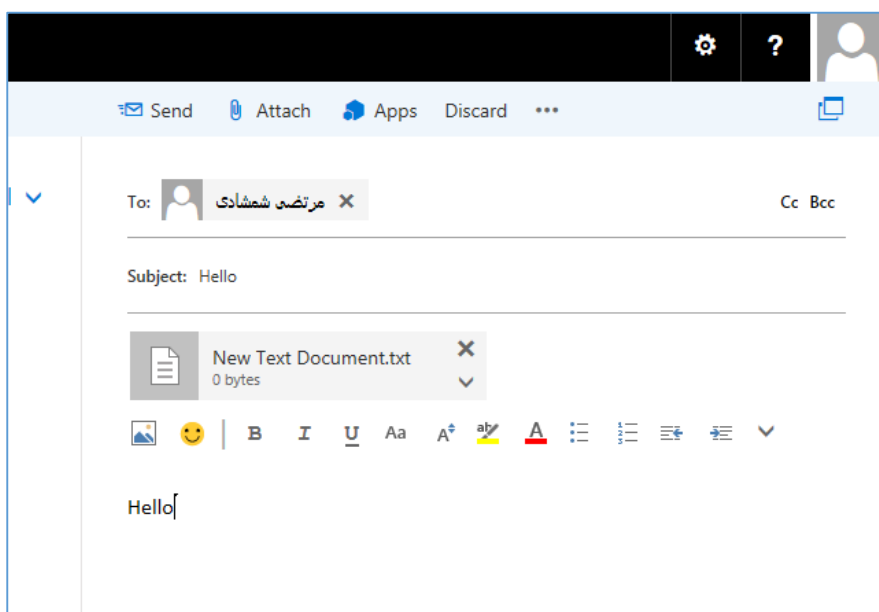 ?
Send Attach Apps Discard •••
To: مرتضی شمشادی Cc Bcc
Subject: Hello
New Text Document.txt
0 bytes
B I U Aa A ab A
Hello